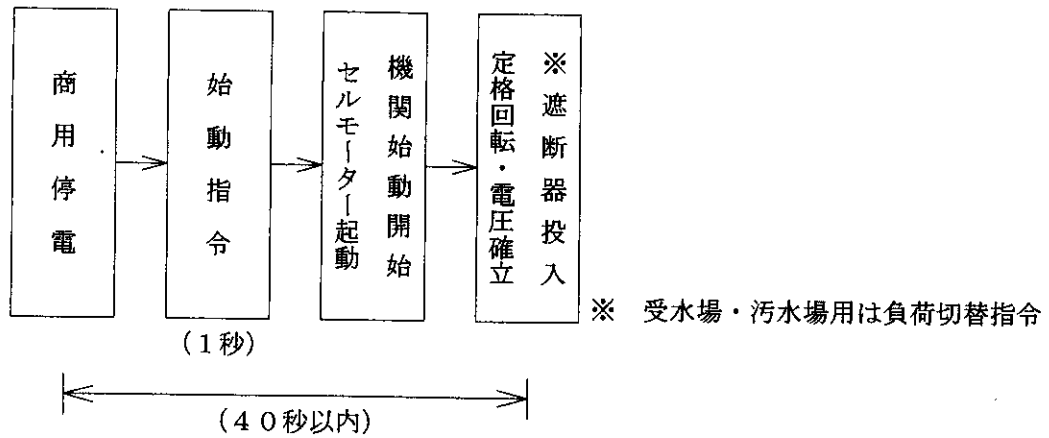 商用停電
始動指令
機関始動開始
セルモーター起動
※遮断器投入
定格回転・電圧確立
※　受水場・汚水場用は負荷切替指令
(1秒)
(40秒以内)